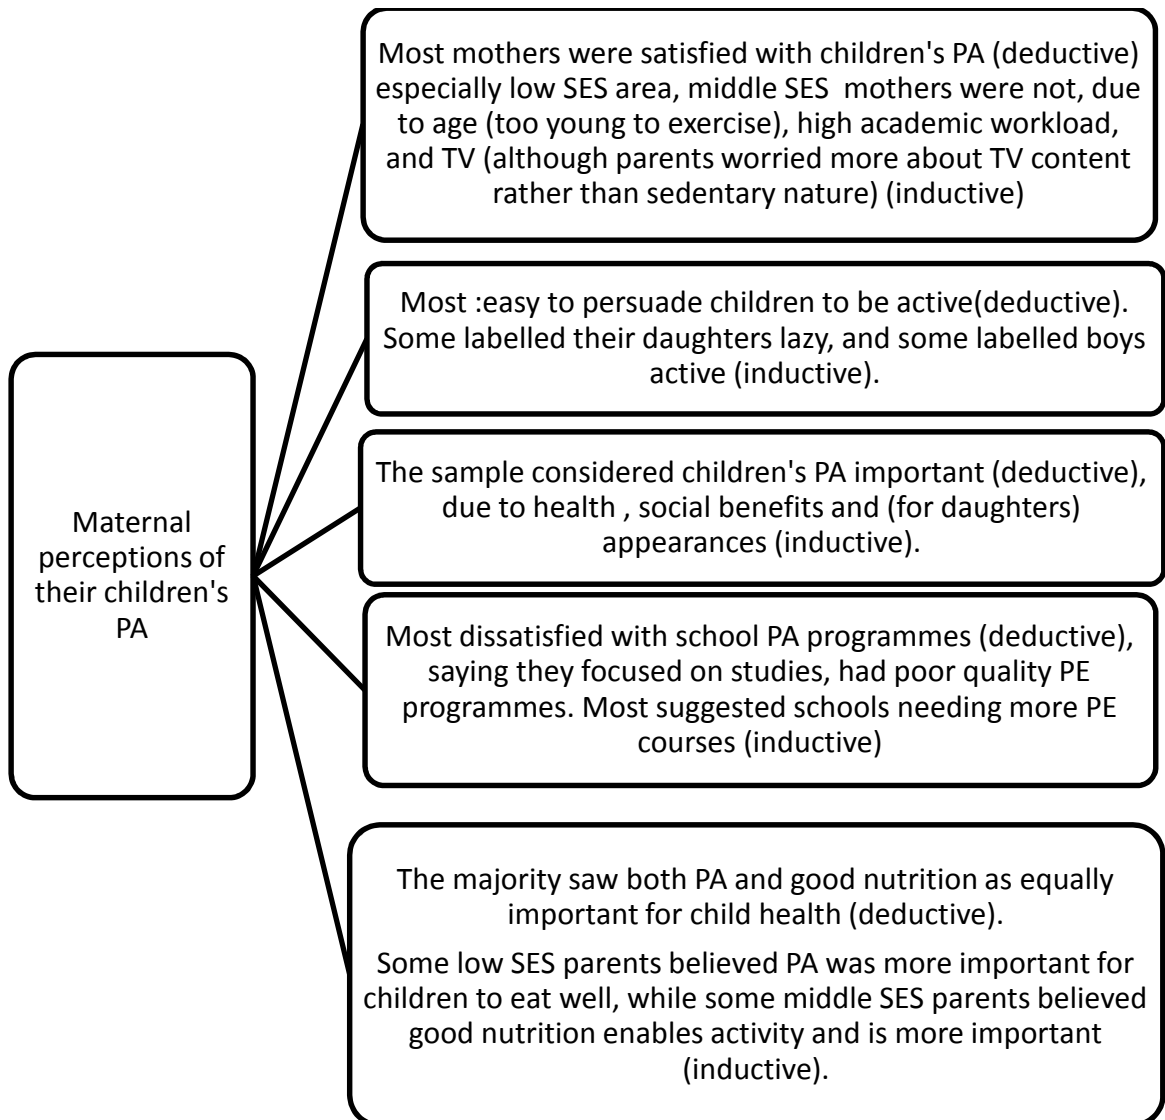 Maternal
perceptions of
their children's
PA
Most mothers were satisfied with children's PA (deductive)
especially low SES area, middle SES  mothers were not, due
to age (too young to exercise), high academic workload,
and TV (although parents worried more about TV content
rather than sedentary nature) (inductive)
Most :easy to persuade children to be active(deductive).
Some labelled their daughters lazy, and some labelled boys
active (inductive).
The sample considered children's PA important (deductive),
due to health , social benefits and (for daughters)
appearances (inductive).
Most dissatisfied with school PA programmes (deductive),
saying they focused on studies, had poor quality PE
programmes. Most suggested schools needing more PE
courses (inductive)
The majority saw both PA and good nutrition as equally
important for child health (deductive).
Some low SES parents believed PA was more important for
children to eat well, while some middle SES parents believed
good nutrition enables activity and is more important
(inductive).